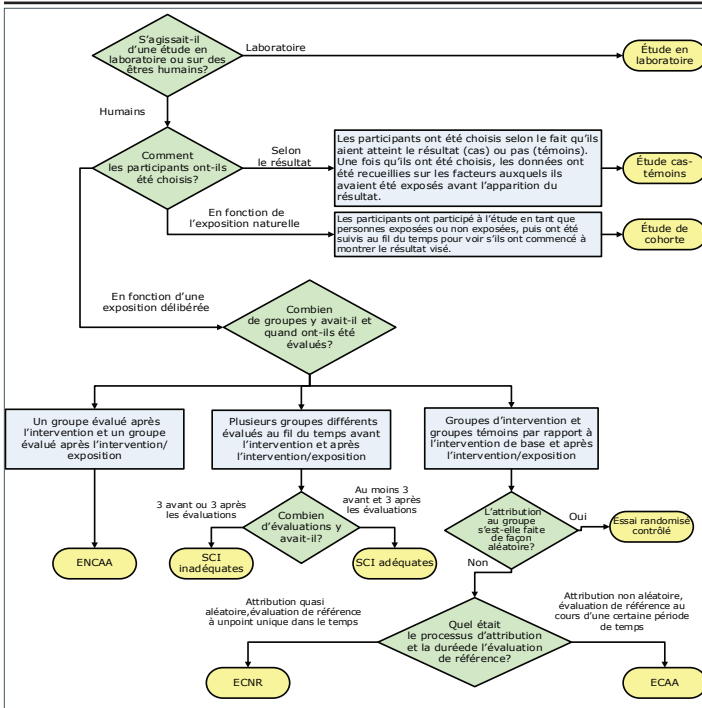 S'agissait-il
d'une étude en
laboratoire ou sur des
êtres humains?
Laboratoire
Étude en
laboratoire
Humains
Comment
les participants ont-ils
été choisis?
Selon
le résultat
Les participants ont été choisis selon le fait qu'ils
aient atteint le résultat (cas) ou pas (témoins).
Une fois qu'ils ont été choisis, les données ont
été recueillies sur les facteurs auxquels ils
avaient été exposés avant l'apparition du
résultat.
Étude cas-
témoins
En fonction de
l'exposition naturelle
Les participants ont participé à l'étude en tant que
personnes exposées ou non exposées, puis ont été
suivis au fil du temps pour voir s'ils ont commencé à
montrer le résultat visé.
Étude de
cohorte
En fonction d'une
exposition délibérée
Combien
de groupes y avait-il et
quand ont-ils été
évalués?
Un groupe évalué après
l'intervention et un groupe
évalué après l'intervention/
exposition
Plusieurs groupes différents
évalués au fil du temps avant
l'intervention et après
l'intervention/exposition
Groupes d'intervention et
groupes témoins par rapport à
l'intervention de base et après
l'intervention/exposition
3 avant ou 3 après
les évaluations
Combien
d'évaluations y
avait-il?
Au moins 3
avant et 3 après
les évaluations
L'attribution
au groupe
s'est-elle faite
de façon
aléatoire?
Oui
Essai randomisé
contrôlé
ENCAA
SCI
inadéquates
SCI adéquates
Non
Attribution quasi
aléatoire,évaluation de référence
à unpoint unique dans le temps
Quel était
le processus d'attribution
et la duréede l'évaluation
de référence?
Attribution non aléatoire,
évaluation de référence au
cours d'une certaine période
de temps
ECNR
ECAA